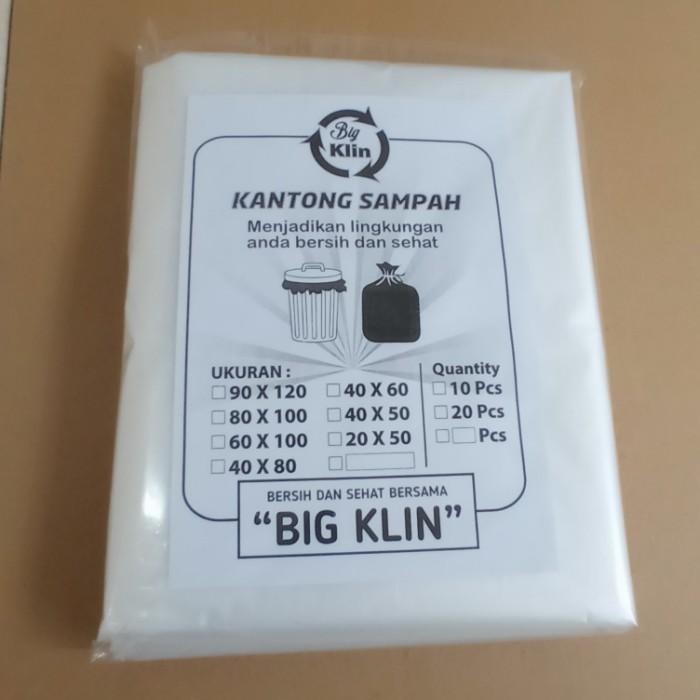 Big
Klin
KANTONG SAMPAH
Menjadikan lingkungan
anda bersih dan sehat
UKURAN :
90 X 120
80 X 100
60 X 100
40 X 80
40 X 60
40 X 50
20 X 50
Quantity
10 Pcs
20 Pcs
Pcs
BERSIH DAN SEHAT BERSAMA
“BIG KLIN”